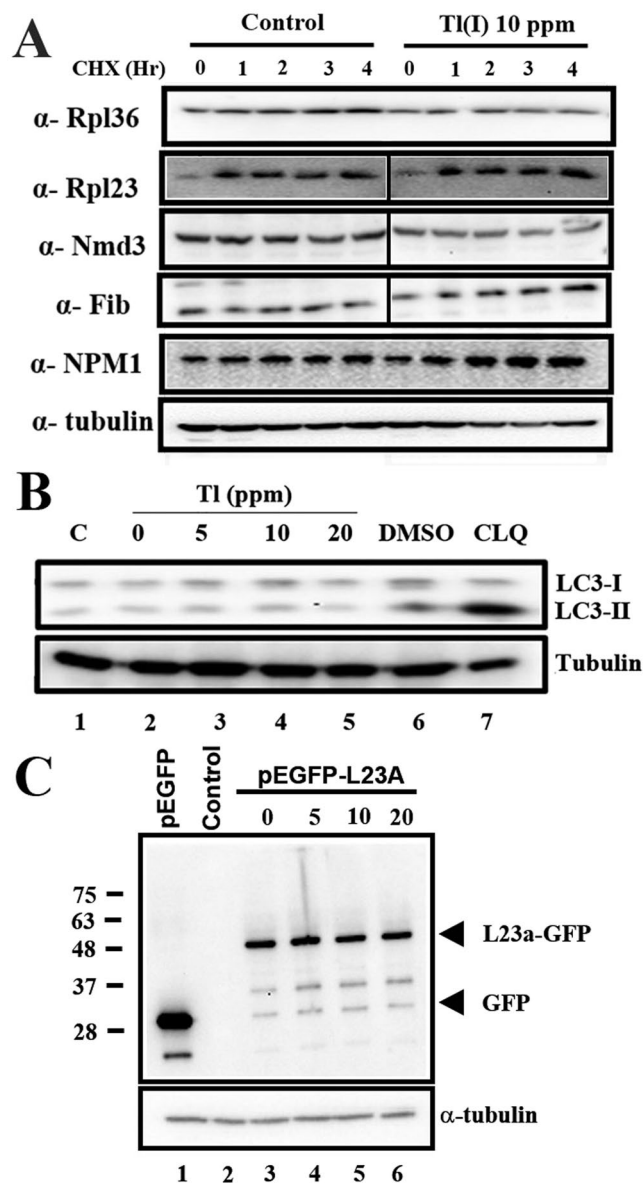 A
Control
Tl(I) 10 ppm
CHX (Hr) 0 1 2 3 4 0 1 2 3 4
α- Rpl36
α- Rpl23
α- Nmd3
α- Fib
α- NPM1
α- tubulin
B
Tl (ppm)
C 0 5 10 20 DMSO CLQ
LC3-I
LC3-II
Tubulin
1 2 3 4 5 6 7
C
pEGFP
Control
pEGFP-L23A
0 5 10 20
75
63
48
37
28
L23a-GFP
GFP
α-tubulin
1 2 3 4 5 6